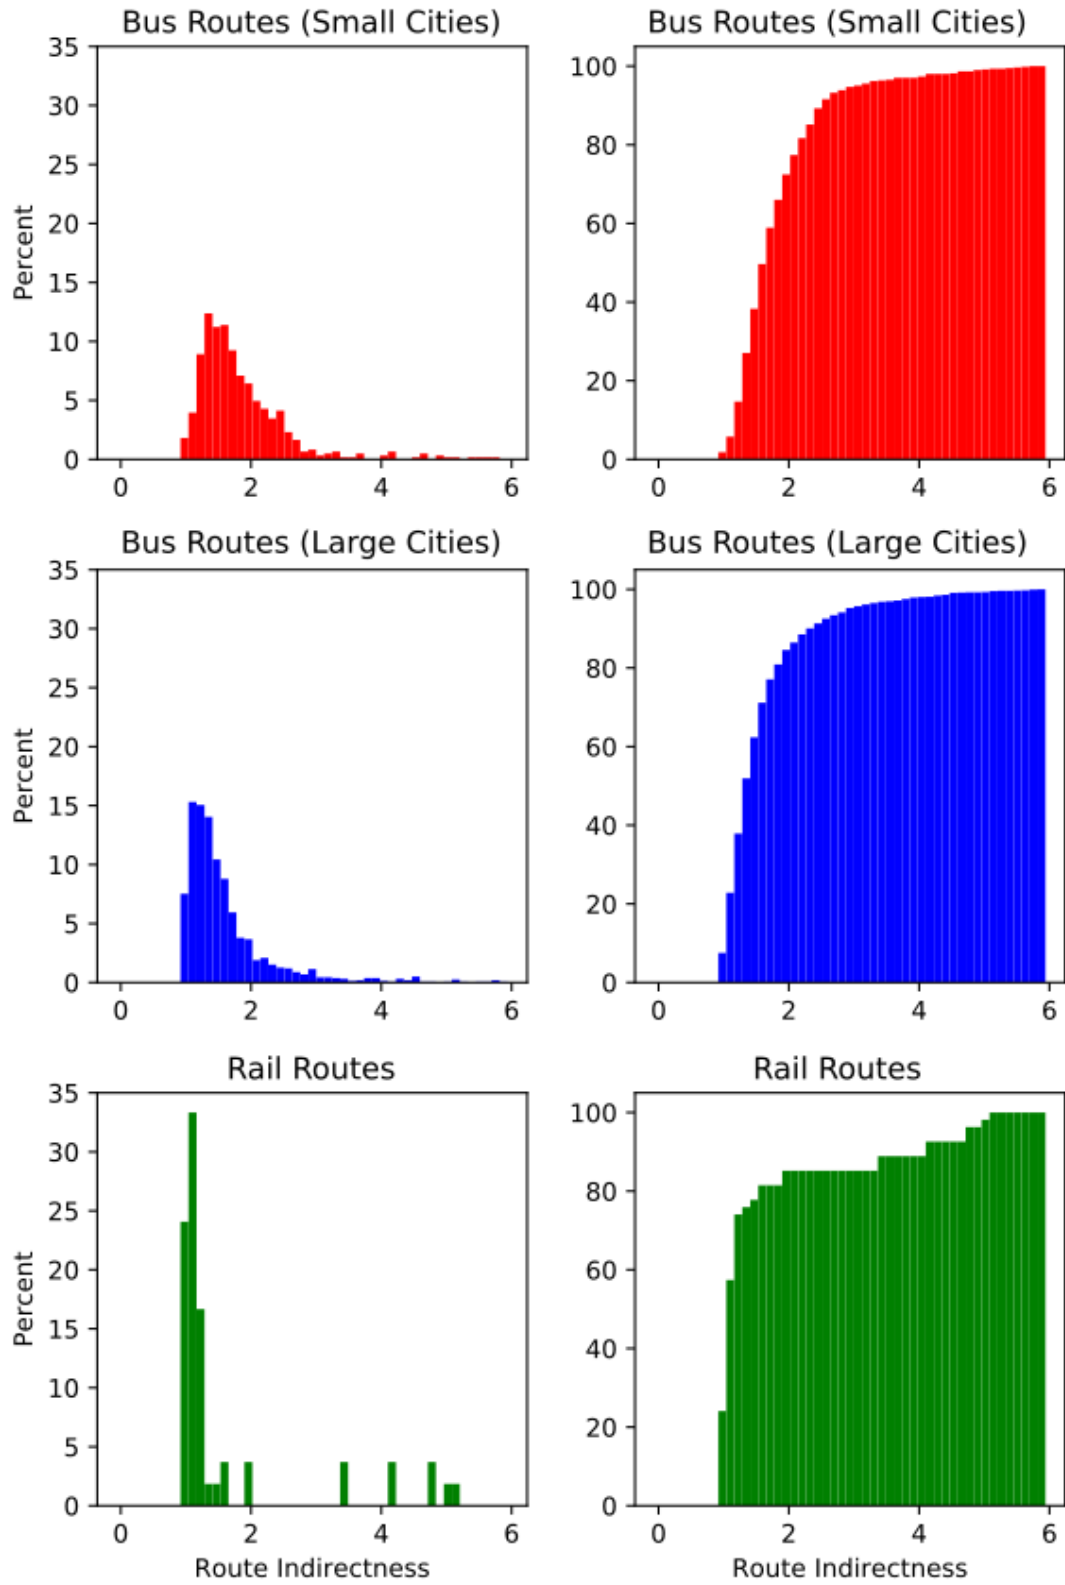 Bus Routes (Small Cities)
35
30
25
20
15
10
5
0
Percent
0 2 4 6
Bus Routes (Small Cities)
100
80
60
40
20
0
0 2 4 6
Bus Routes (Large Cities)
35
30
25
20
15
10
5
0
Percent
0 2 4 6
Bus Routes (Large Cities)
100
80
60
40
20
0
0 2 4 6
Rail Routes
35
30
25
20
15
10
5
0
Percent
0 2 4 6
Route Indirectness
Rail Routes
100
80
60
40
20
0
0 2 4 6
Route Indirectness